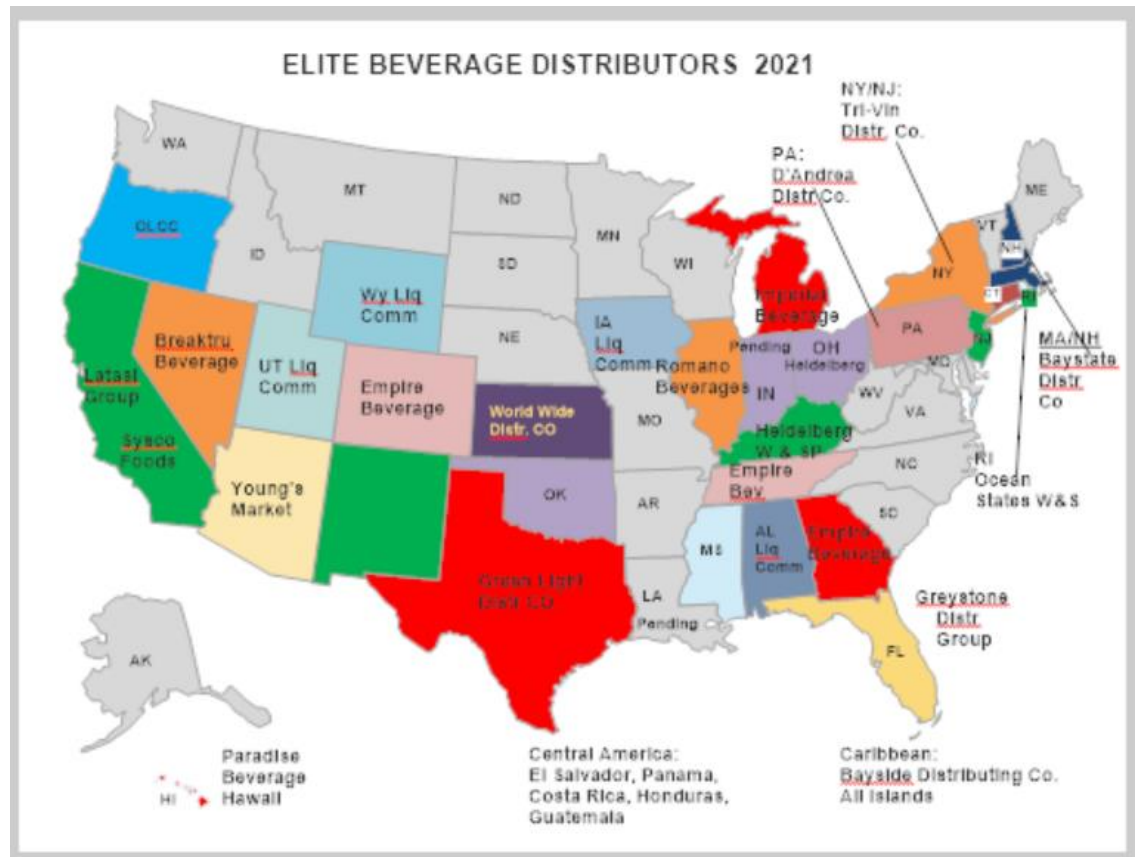 ELITE BEVERAGE DISTRIBUTORS 2021
NY/NJ:
Tri-Vin
Distr. Co.
PA:
D'Andrea
Distr Co.
WA
MT
ND
MN
ME
VT
NH
OLCC
ID
SD
WI
NY
CT
RI
Wy Liq
Comm
Imperial
Beverage
PA
NJ
MA/NH
Baystate
Distr
Co
Breaktru
Beverage
NE
IA
Liq
Comm
Romano
Beverages
Pending
OH
Heidelberg
MD
UT Liq
Comm
Latasi
Group
Empire
Beverage
IN
WV
VA
World Wide
Distr. CO
MO
Heidelberg
W & SP
Sysco
Foods
NC
RI
Ocean
States W&S
Empire
Bev
Young's
Market
OK
AR
SC
MS
AL
Liq
Comm
Empire
Beverage
Green Light
Distr CO
LA
Pending
Greystone
Distr
Group
FL
AK
Paradise
Beverage
Hawaii
HI
Central America:
El Salvador, Panama,
Costa Rica, Honduras,
Guatemala
Caribbean:
Bayside Distributing Co.
All Islands